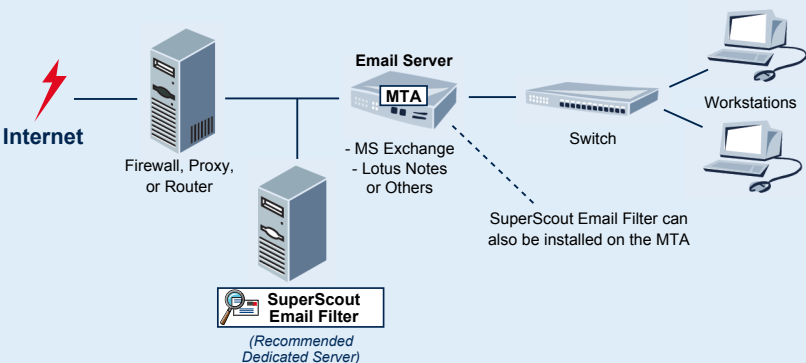 Internet
Firewall, Proxy,
or Router
SuperScout
Email Filter
(Recommended
Dedicated Server)
Email Server
MTA
- MS Exchange
- Lotus Notes
or Others
Switch
Workstations
SuperScout Email Filter can
also be installed on the MTA